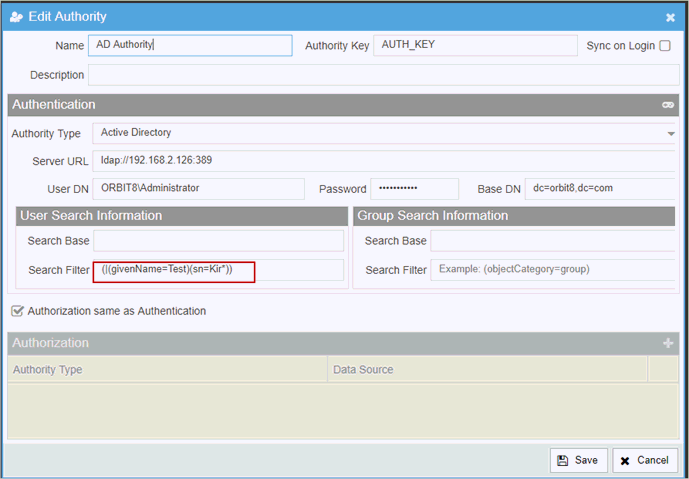 Edit Authority
Name AD Authority Authority Key AUTH_KEY Sync on Login
Description
Authentication
Authority Type Active Directory
Server URL ldap://192.168.2.126:389
User DN ORBIT8\Administrator Password ••••••••••• Base DN dc=orbit8,dc=com
User Search Information Group Search Information
Search Base Search Base
Search Filter (|(givenName=Test)(sn=Kir*)) Search Filter Example: (objectCategory=group)
Authorization same as Authentication
Authorization
Authority Type Data Source
Save Cancel